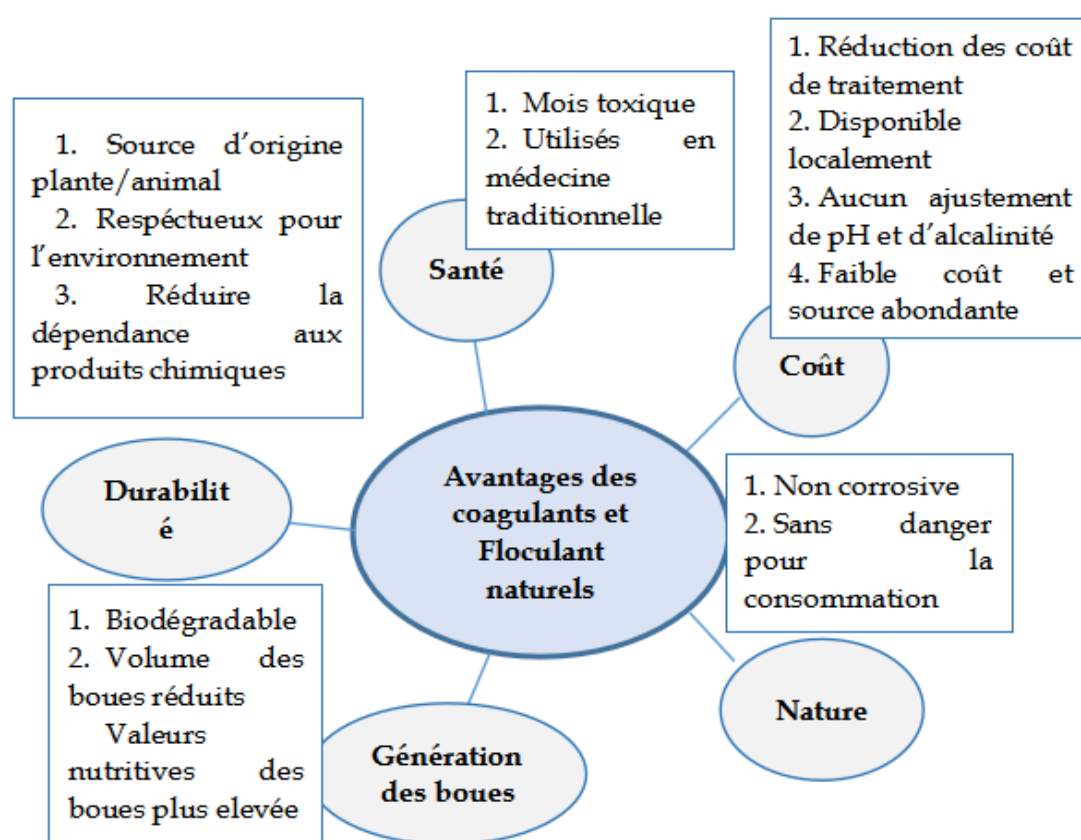 Avantages des
coagulants et
Floculant
naturels
Santé
1. Mois toxique
2. Utilisés en
médecine
traditionnelle
Coût
1. Réduction des coût
de traitement
2. Disponible
localement
3. Aucun ajustement
de pH et d’alcalinité
4. Faible coût et
source abondante
Nature
1. Non corrosive
2. Sans danger
pour la
consommation
Génération
des boues
1. Biodégradable
2. Volume des
boues réduits
Valeurs
nutritives des
boues plus elevée
Durabilit
é
1. Source d’origine
plante/animal
2. Respéctueux pour
l’environnement
3. Réduire la
dépendance aux
produits chimiques